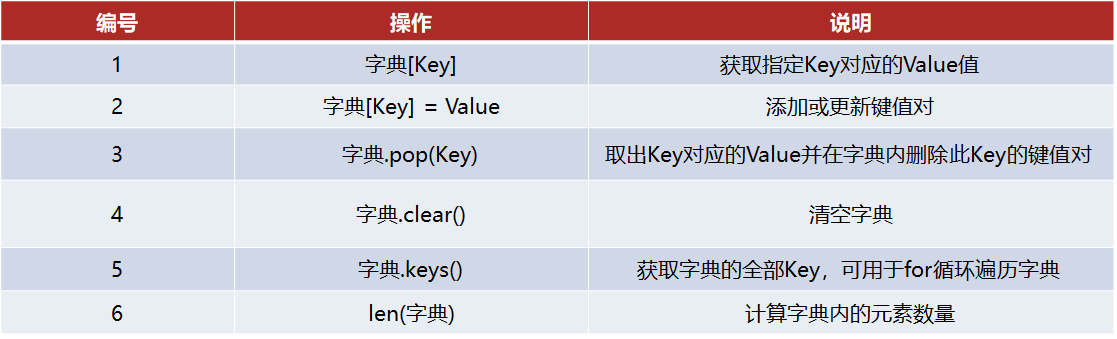 编号 操作 说明
1 字典[Key] 获取指定Key对应的Value值
2 字典[Key] = Value 添加或更新键值对
3 字典.pop(Key) 取出Key对应的Value并在字典内删除此Key的键值对
4 字典.clear() 清空字典
5 字典.keys() 获取字典的全部Key，可用于for循环遍历字典
6 len(字典) 计算字典内的元素数量